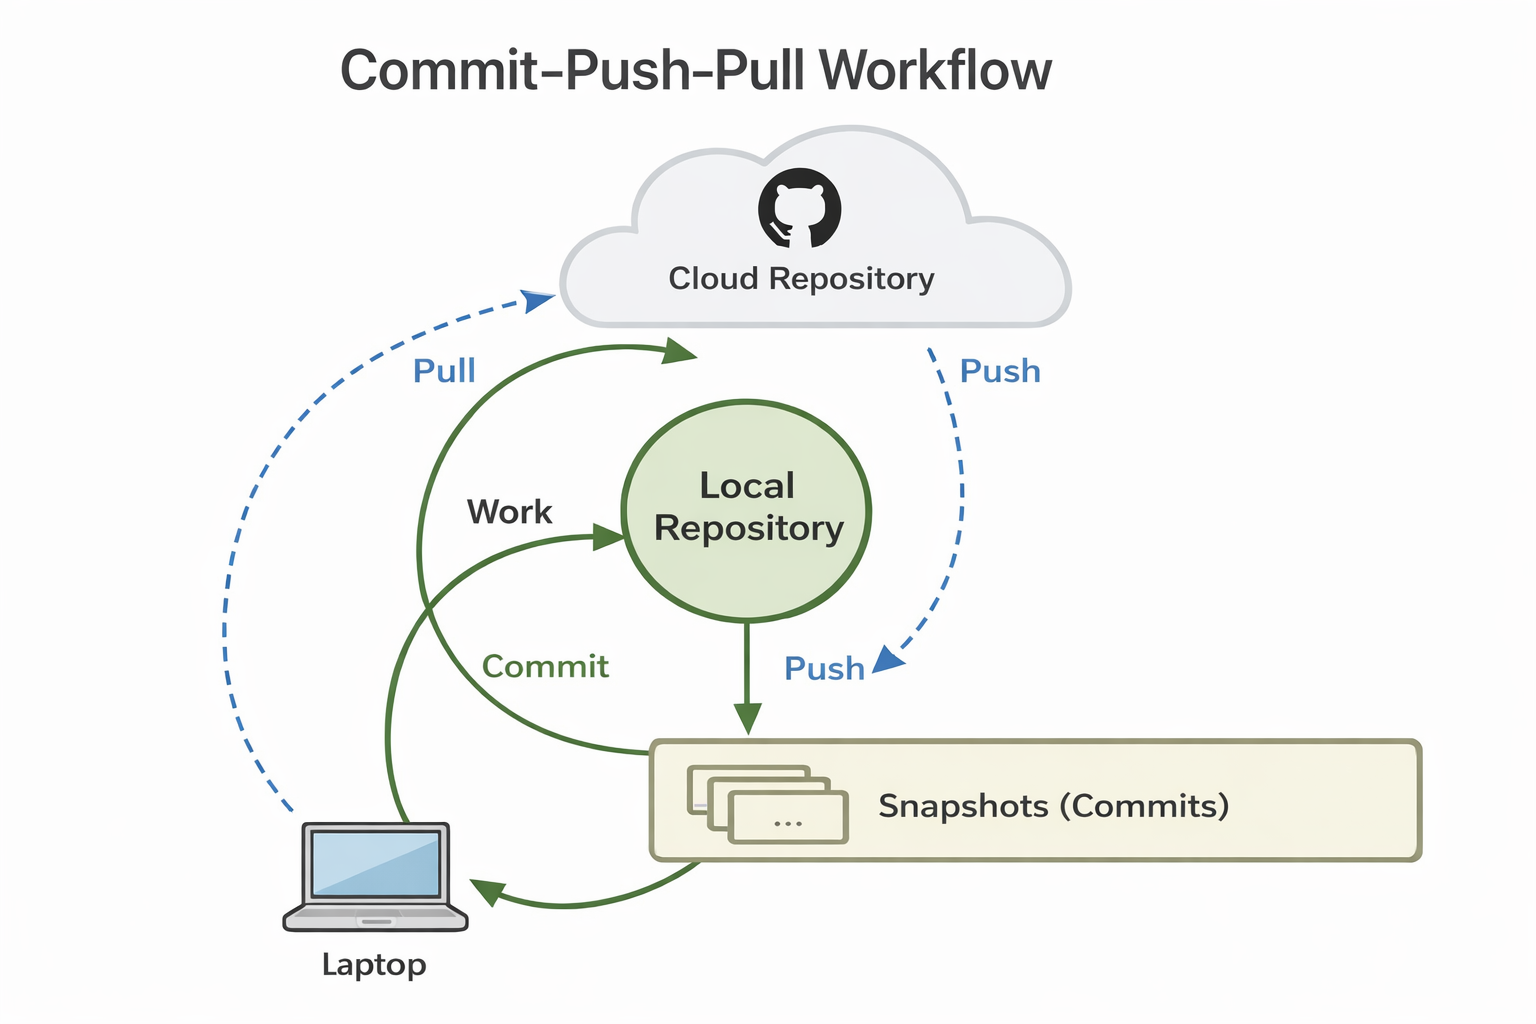 Commit-Push-Pull Workflow
Cloud Repository
Pull
Push
Local
Repository
Work
Commit
Push
...
Snapshots (Commits)
Laptop